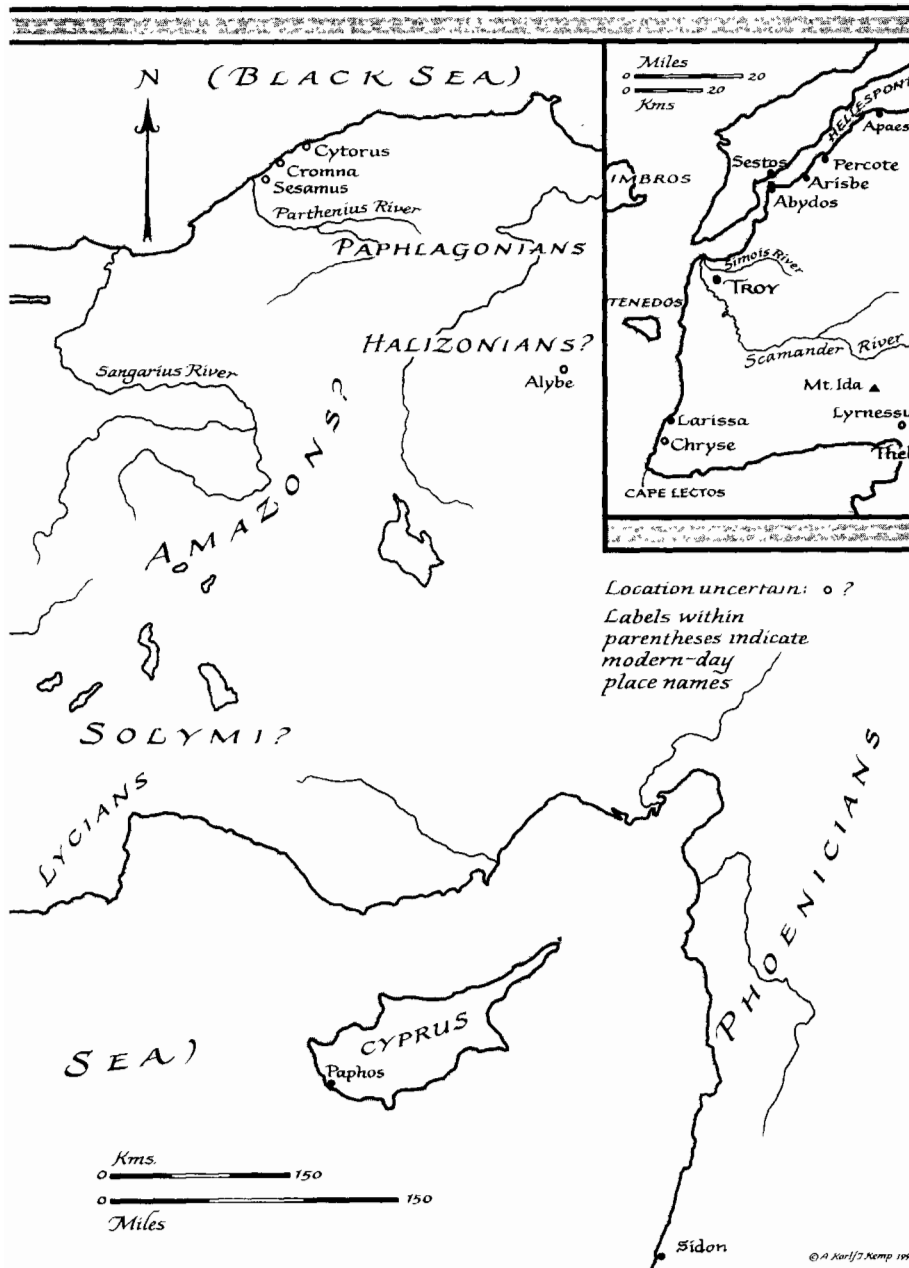 N
(BLACK SEA)
Cytorus
Cromna
Sesamus
Parthenius River
PAPHLAGONIANS
HALIZONIANS?
Alybe
Sangarius River
AMAZONS?
SOLYMI?
LYCIANS
PHOENICIANS
CYPRUS
Paphos
SEA)
Sidon
0 Kms. 150
0 150
Miles
Miles
0 20
0 20
Kms
HELLESPONT
Apaes
Percote
Sestos
Arisbe
Abydos
IMBROS
Simois River
TROY
TENEDOS
Scamander River
Mt. Ida
Lyrnessu
Larissa
Chryse
Theb
CAPE LECTOS
Location uncertain: ?
Labels within
parentheses indicate
modern-day
place names
© A Karl/J Kemp 199